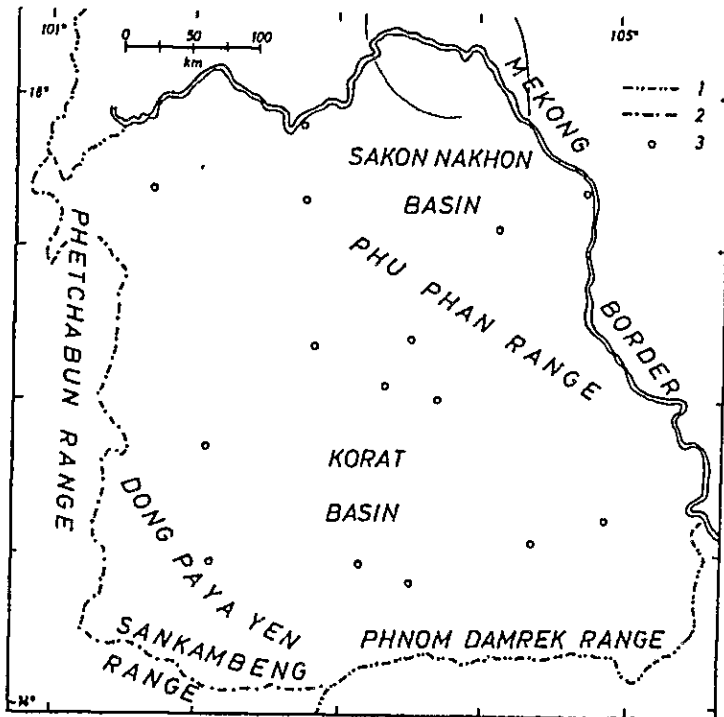 101°
105°
0 50 100
km
18°
1
2
3
MEKONG
BORDER
SAKON NAKHON
BASIN
PHU PHAN RANGE
PHETCHABUN RANGE
KORAT
BASIN
DONG PAYA YEN
SANKAMBENG
RANGE
PHNOM DAMREK RANGE
14°